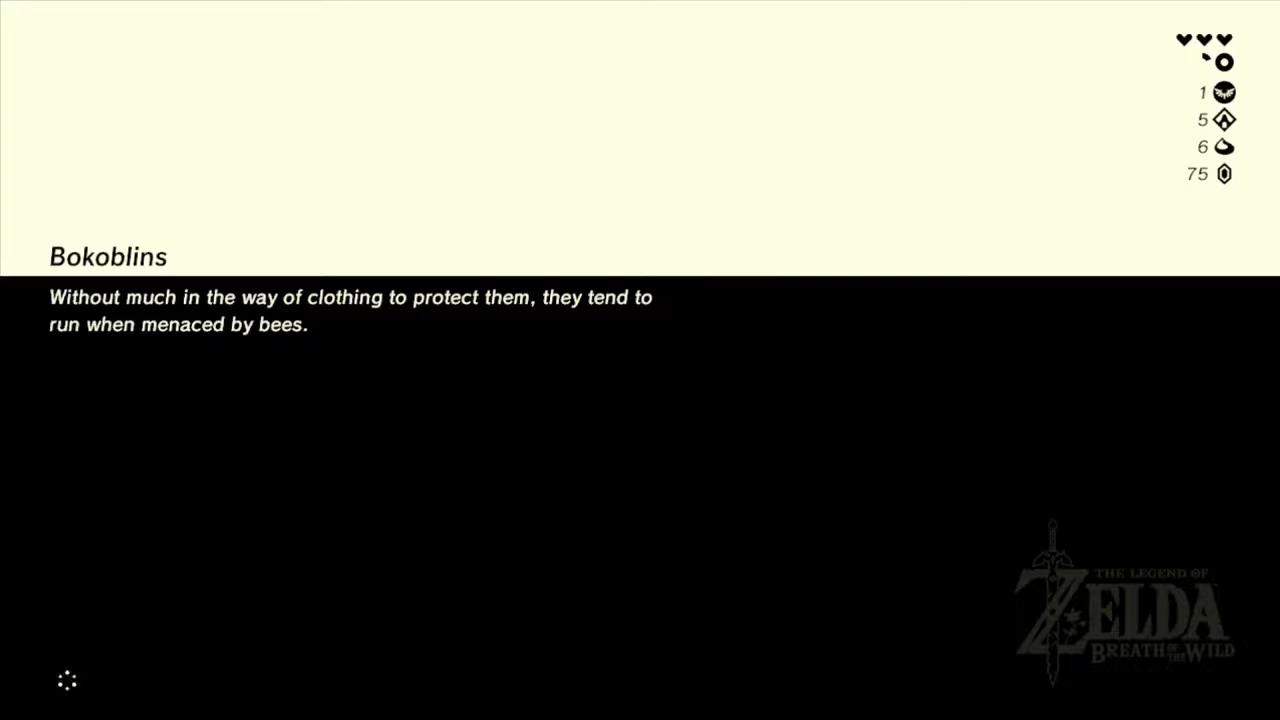 1
5
6
75
Bokoblins
Without much in the way of clothing to protect them, they tend to
run when menaced by bees.
THE LEGEND OF
ZELDA
BREATH OF THE WILD